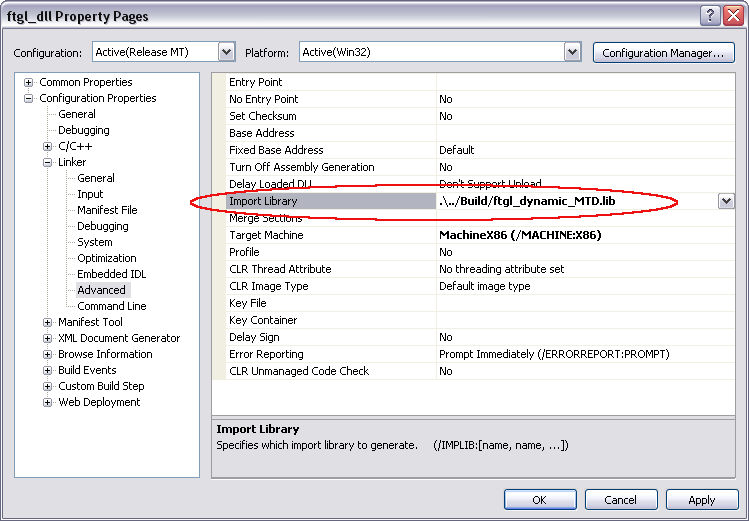 ftgl_dll Property Pages
Configuration: Active(Release MT) Platform: Active(Win32) Configuration Manager...
Common Properties
Configuration Properties
General
Debugging
C/C++
Linker
General
Input
Manifest File
Debugging
System
Optimization
Embedded IDL
Advanced
Command Line
Manifest Tool
XML Document Generator
Browse Information
Build Events
Custom Build Step
Web Deployment
Entry Point
No Entry Point No
Set Checksum No
Base Address
Fixed Base Address Default
Turn Off Assembly Generation No
Delay Loaded DLL Don't Support Unload
Import Library .\../Build/ftgl_dynamic_MTD.lib
Merge Sections
Target Machine MachineX86 (/MACHINE:X86)
Profile No
CLR Thread Attribute No threading attribute set
CLR Image Type Default image type
Key File
Key Container
Delay Sign No
Error Reporting Prompt Immediately (/ERRORREPORT:PROMPT)
CLR Unmanaged Code Check No
Import Library
Specifies which import library to generate. (/IMPLIB:[name, name, ...])
OK Cancel Apply